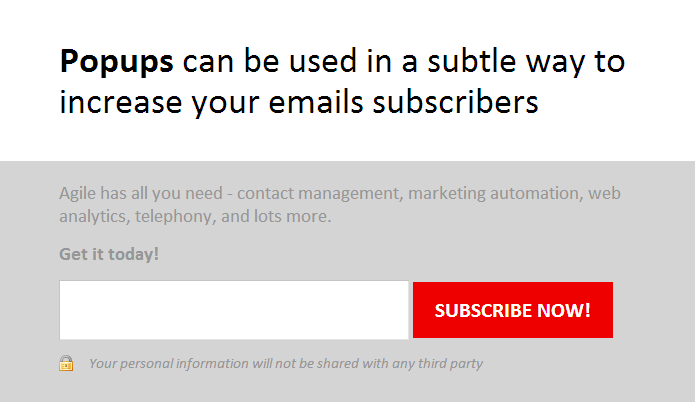 Popups can be used in a subtle way to
increase your emails subscribers
Agile has all you need - contact management, marketing automation, web
analytics, telephony, and lots more.
Get it today!
SUBSCRIBE NOW!
Your personal information will not be shared with any third party